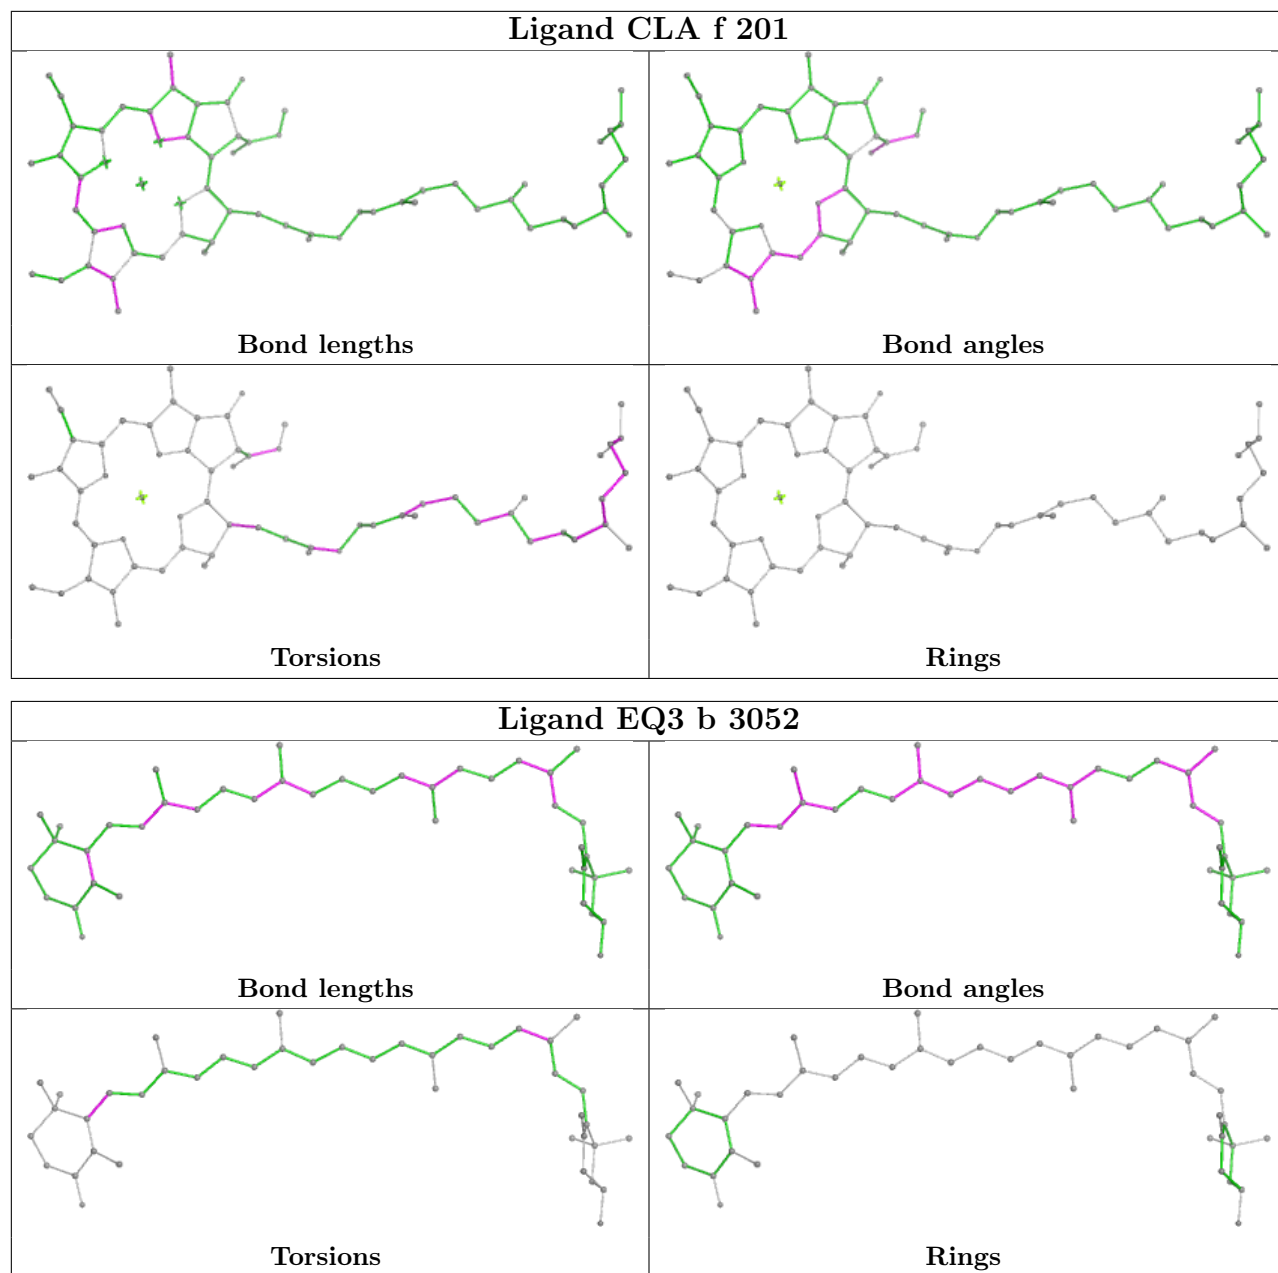 Ligand CLA f 201
Bond lengths
Bond angles
Torsions
Rings
Ligand EQ3 b 3052
Bond lengths
Bond angles
Torsions
Rings